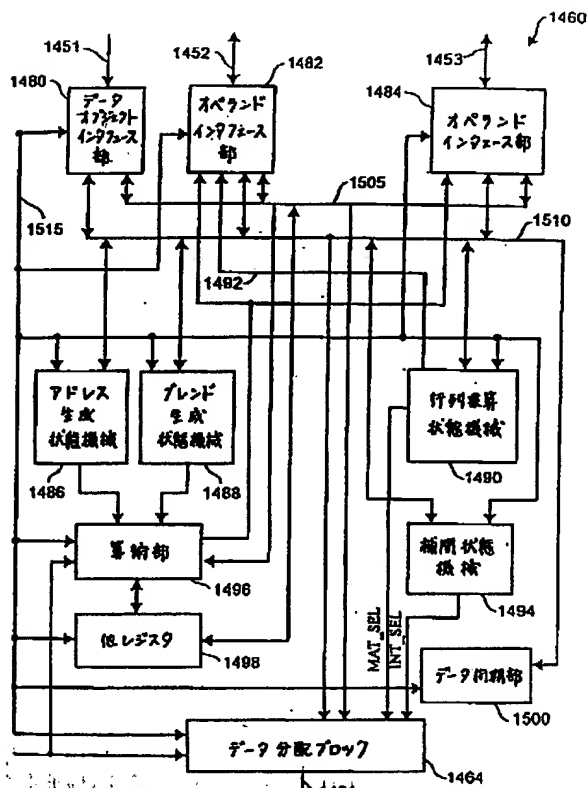 1451
1452
1453
1460
1480
1482
1484
データ
オブジェクト
インタフェース
部
オペランド
インタフェース
部
オペランド
インタェース部
1505
1515
1510
1492
アドレス
生成
状態機械
ブレンド
生成
状態機械
行列乗算
状態機械
1486
1488
1490
算術部
補間状態
機械
1496
1494
他レジスタ
1498
MAT_SEL
INT_SEL
データ同期部
1500
データ分配ブロック
1464